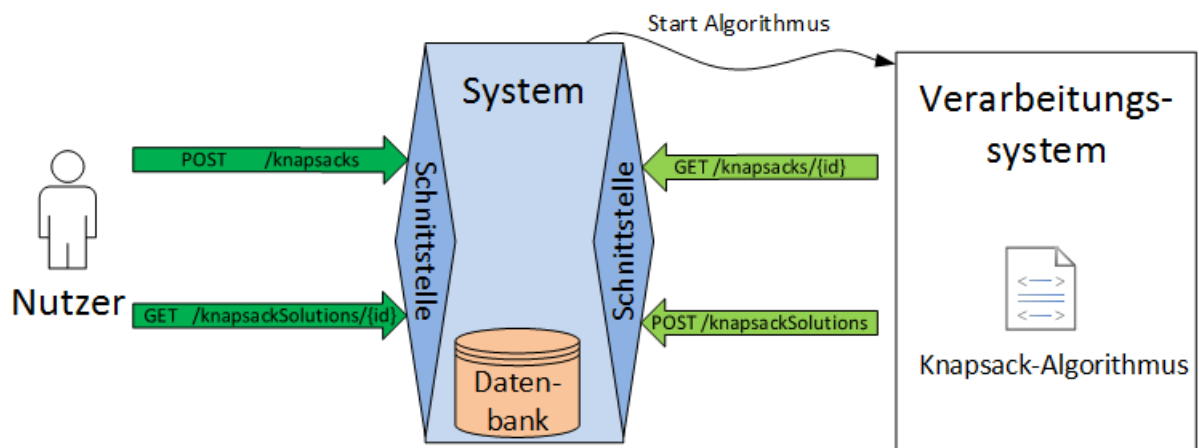 Start Algorithmus
System
Verarbeitungs-
system
POST /knapsacks
GET /knapsacks/{id}
Schnittstelle
Schnittstelle
Nutzer
GET /knapsackSolutions/{id}
POST /knapsackSolutions
Daten-
bank
Knapsack-Algorithmus